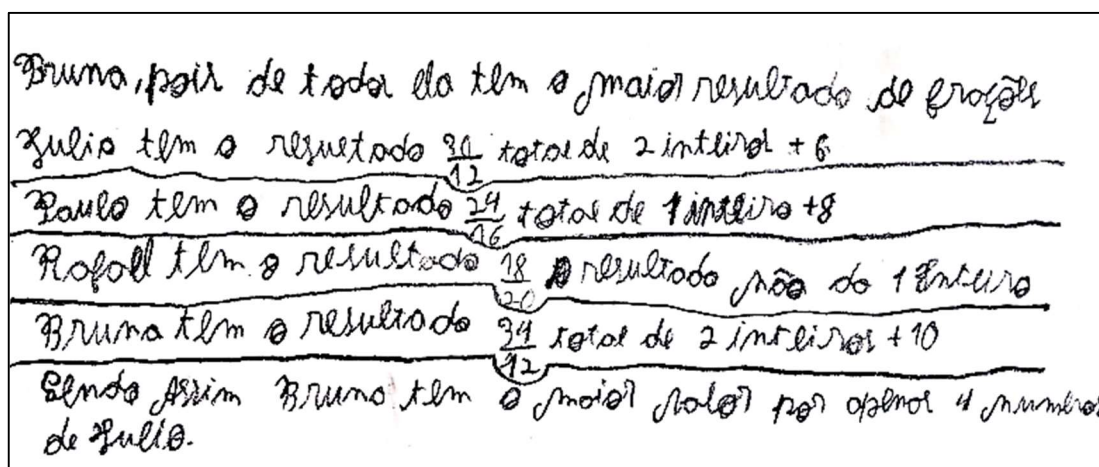 Bruna, pois de todos ela tem o maior resultado de frações
Julia tem o resultado 30/12 total de 2 inteiros + 6
Paulo tem o resultado 24/16 total de 1 inteiro + 8
Rafael tem o resultado 18/20 o resultado não da 1 Inteiro
Bruna tem o resultado 34/12 total de 2 inteiros + 10
Sendo Assim Bruna tem o maior valor por apenas 4 numeros
de Julia.